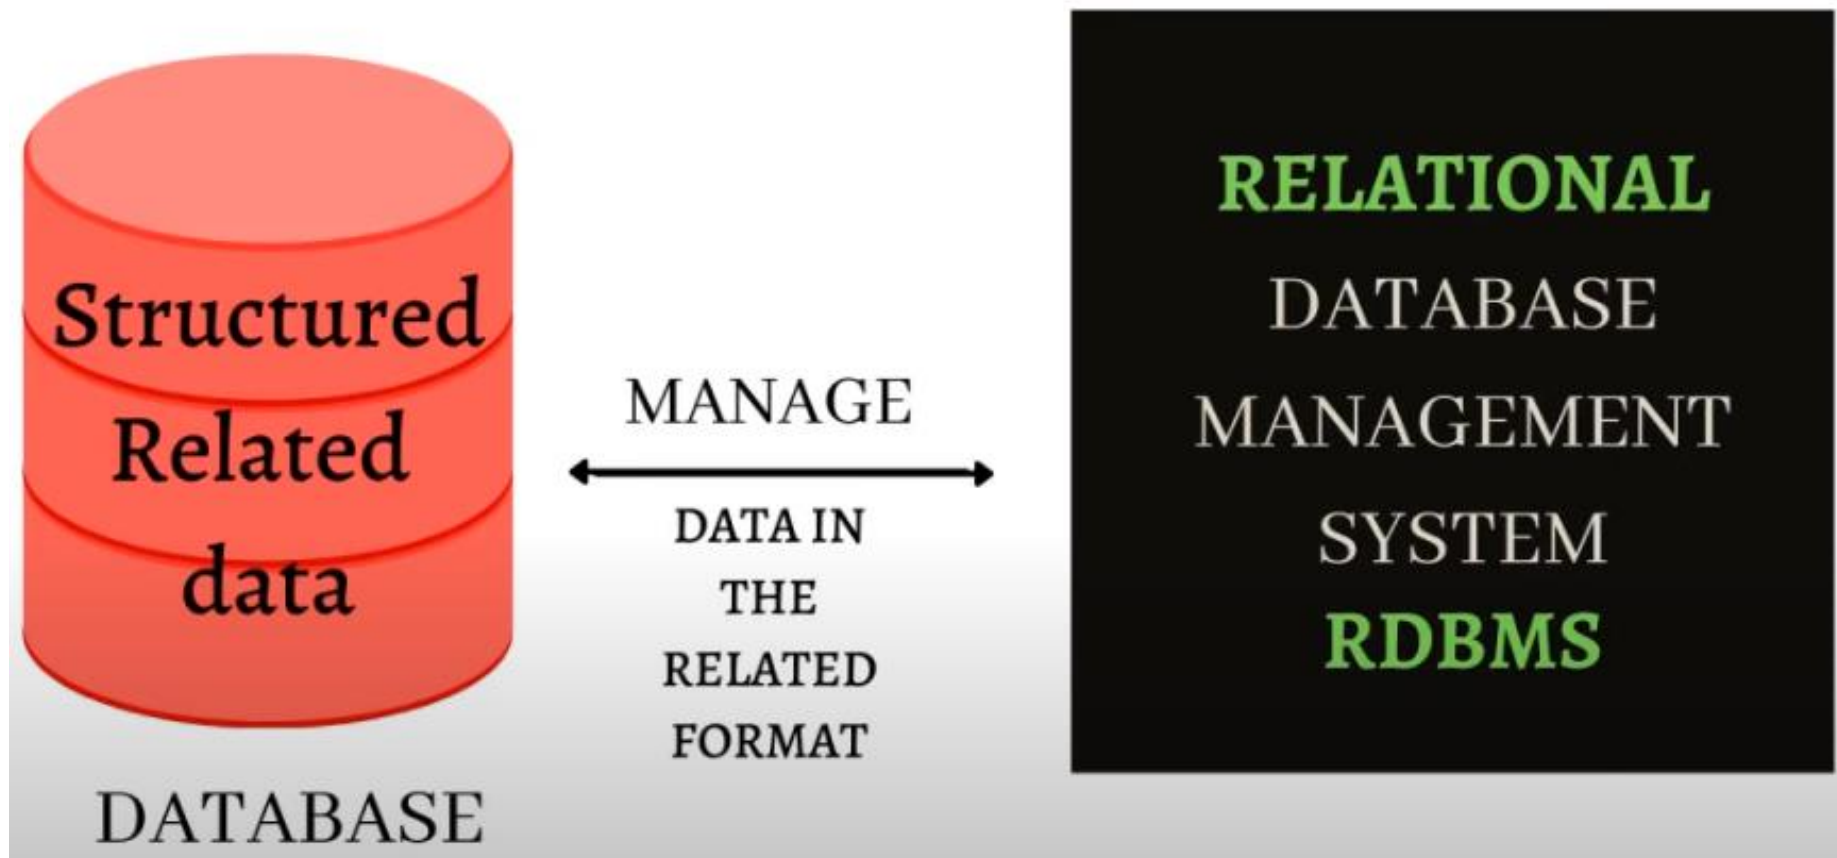 Structured
Related
data
DATABASE
MANAGE
DATA IN
THE
RELATED
FORMAT
RELATIONAL
DATABASE
MANAGEMENT
SYSTEM
RDBMS